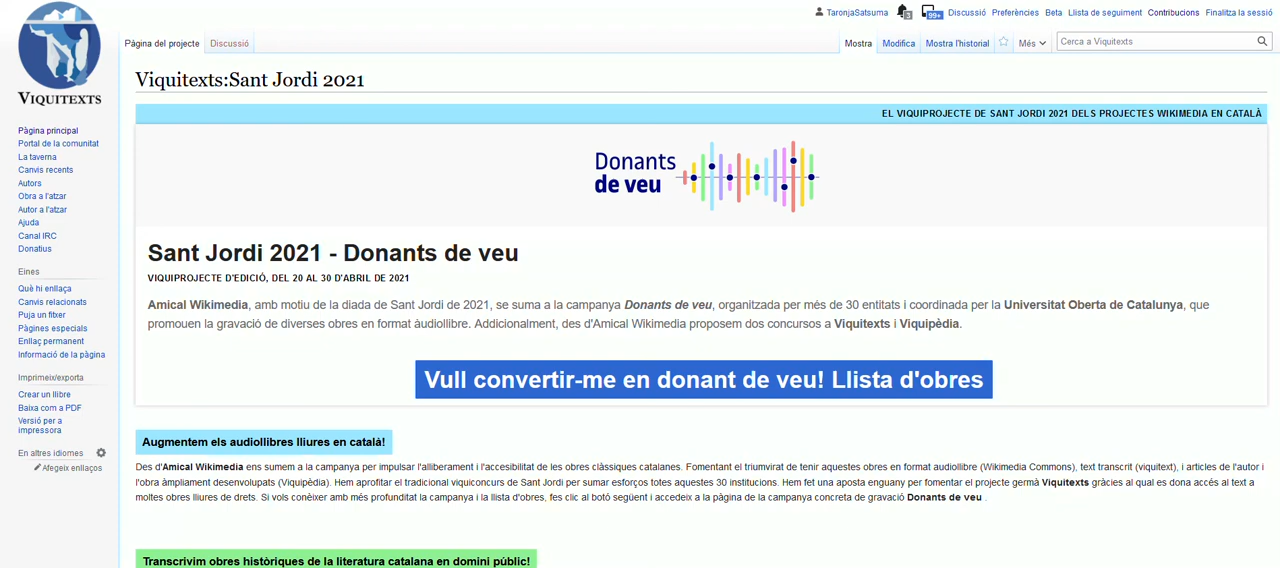 TaronjaSatsuma 3 99+ Discussió Preferències Beta Llista de seguiment Contribucions Finalitza la sessió
Pàgina del projecte Discussió Mostra Modifica Mostra l'historial Més Cerca a Viquitexts
VIQUITEXTS
Pàgina principal
Portal de la comunitat
La taverna
Canvis recents
Autors
Obra a l'atzar
Autor a l'atzar
Ajuda
Canal IRC
Donatius
Eines
Què hi enllaça
Canvis relacionats
Puja un fitxer
Pàgines especials
Enllaç permanent
Informació de la pàgina
Imprimeix/exporta
Crear un llibre
Baixa com a PDF
Versió per a
impressora
En altres idiomes
Afegeix enllaços
Viquitexts:Sant Jordi 2021
EL VIQUIPROJECTE DE SANT JORDI 2021 DELS PROJECTES WIKIMEDIA EN CATALÀ
Donants
de veu
Sant Jordi 2021 - Donants de veu
VIQUIPROJECTE D'EDICIÓ, DEL 20 AL 30 D'ABRIL DE 2021
Amical Wikimedia, amb motiu de la diada de Sant Jordi de 2021, se suma a la campanya Donants de veu, organitzada per més de 30 entitats i coordinada per la Universitat Oberta de Catalunya, que
promouen la gravació de diverses obres en format àudiollibre. Addicionalment, des d'Amical Wikimedia proposem dos concursos a Viquitexts i Viquipèdia.
Vull convertir-me en donant de veu! Llista d'obres
Augmentem els audiollibres lliures en català!
Des d'Amical Wikimedia ens sumem a la campanya per impulsar l'alliberament i l'accesibilitat de les obres clàssiques catalanes. Fomentant el triumvirat de tenir aquestes obres en format audiollibre (Wikimedia Commons), text transcrit (viquitext), i articles de l'autor i
l'obra àmpliament desenvolupats (Viquipèdia). Hem aprofitar el tradicional viquiconcurs de Sant Jordi per sumar esforços totes aquestes 30 institucions. Hem fet una aposta enguany per fomentar el projecte germà Viquitexts gràcies al qual es dona accés al text a
moltes obres lliures de drets. Si vols conèixer amb més profunditat la campanya i la llista d'obres, fes clic al botó següent i accedeix a la pàgina de la campanya concreta de gravació Donants de veu .
Transcrivim obres històriques de la literatura catalana en domini públic!